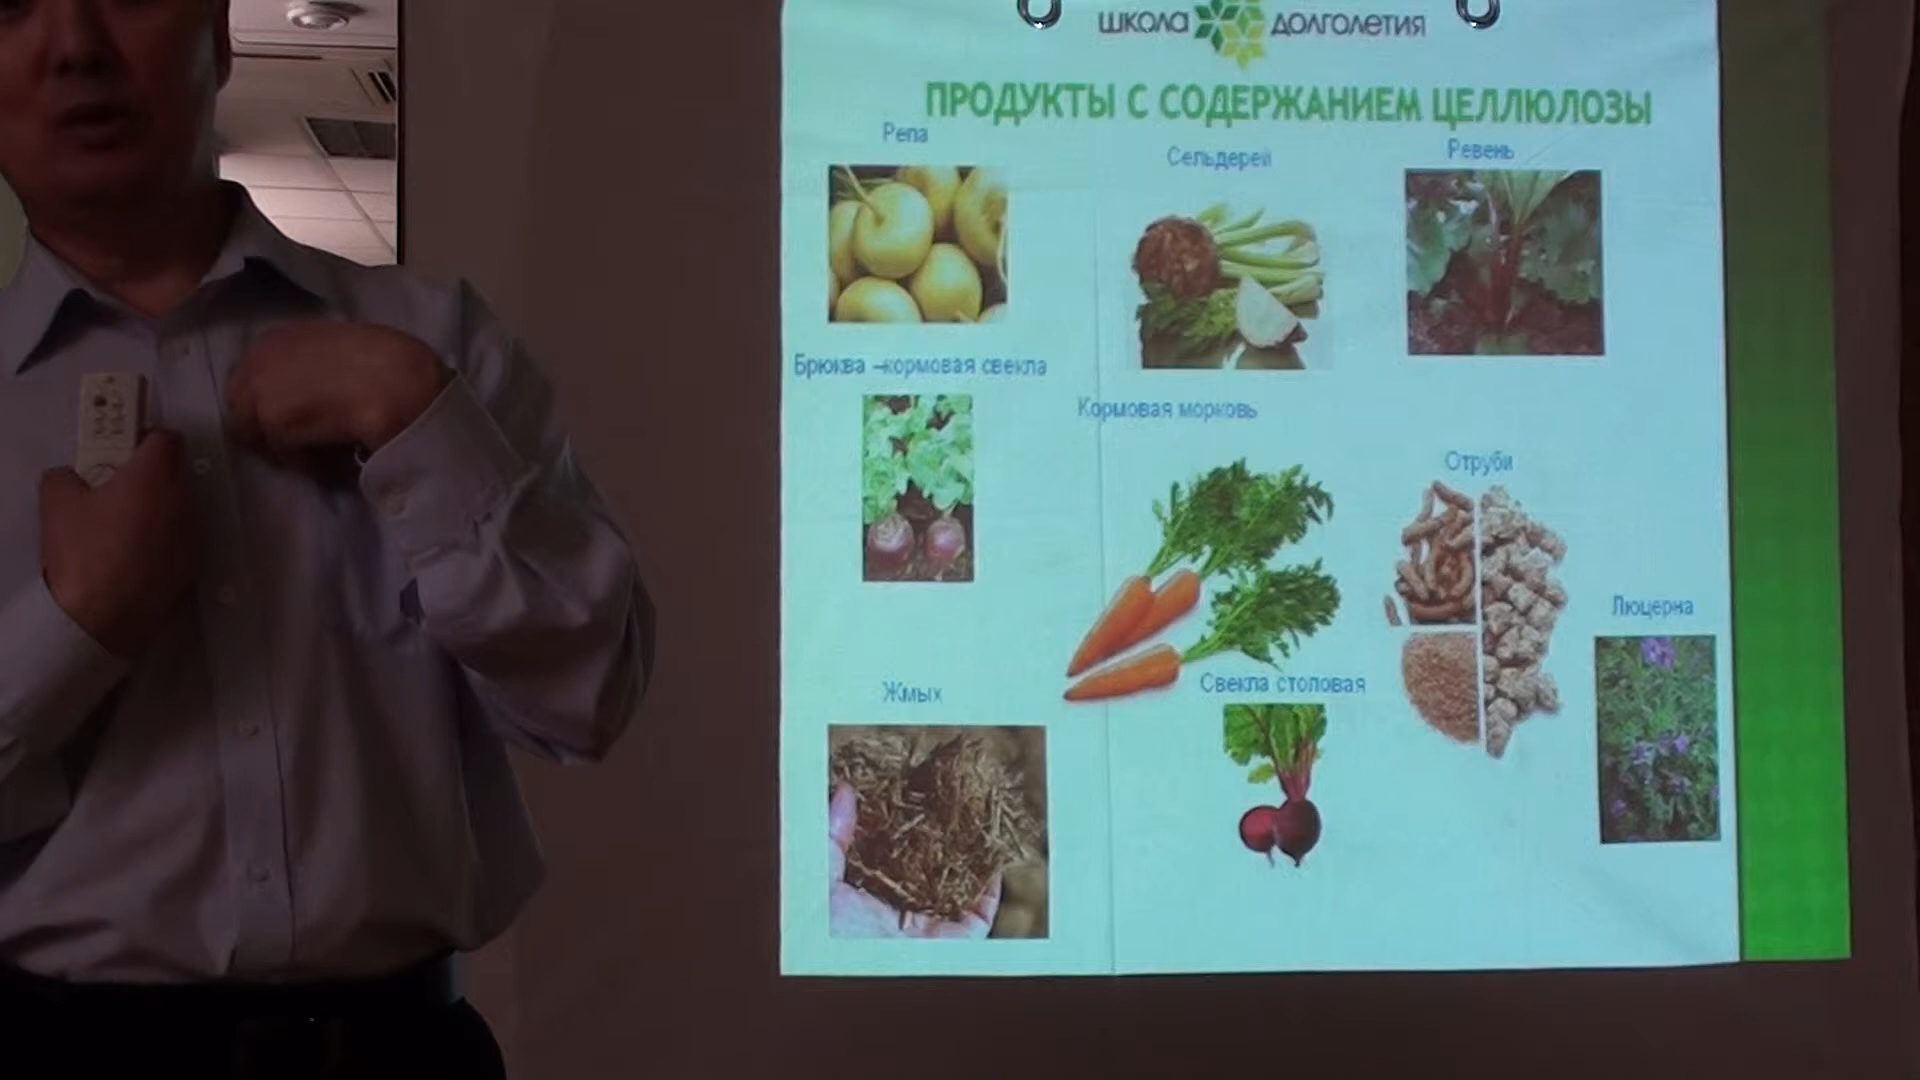 школа долголетия
ПРОДУКТЫ С СОДЕРЖАНИЕМ ЦЕЛЛЮЛОЗЫ
Репа
Сельдерей
Ревень
Брюква –кормовая свекла
Кормовая морковь
Отруби
Люцерна
Жмых
Свекла столовая